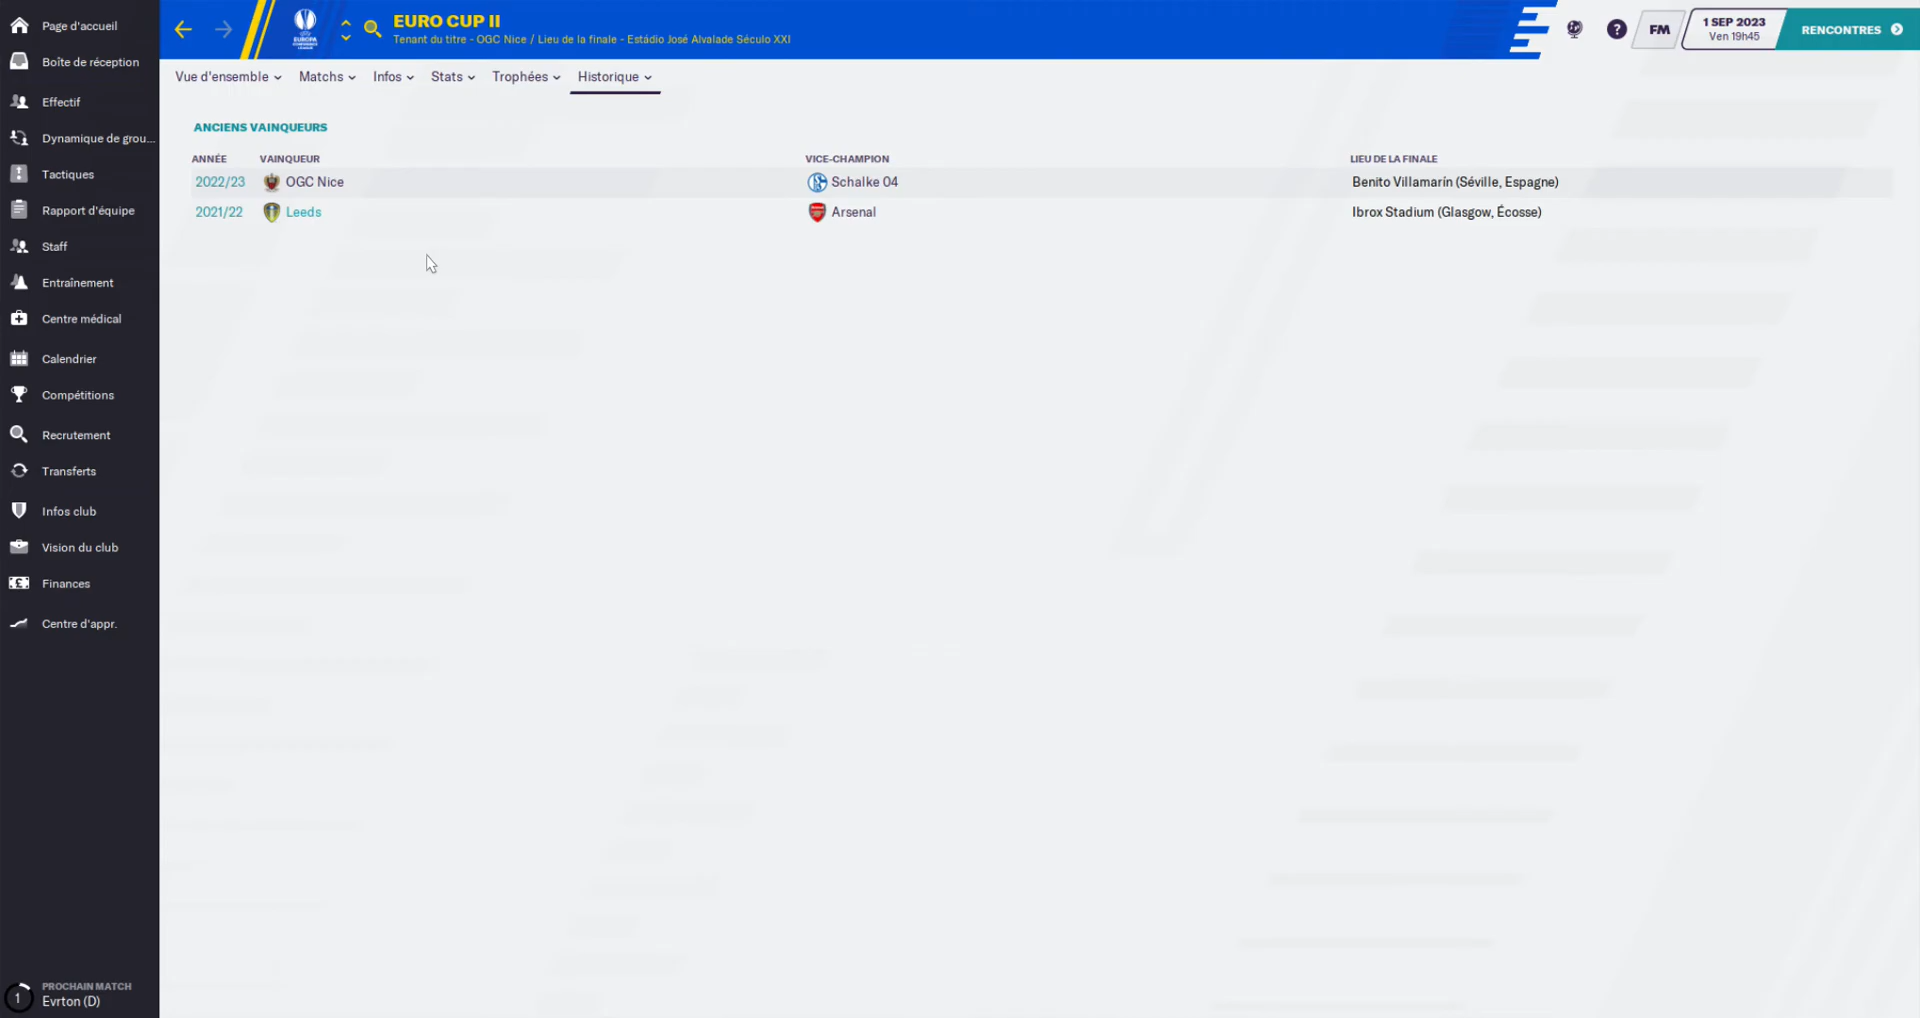 Page d'accueil
Boîte de réception
Effectif
Dynamique de grou...
Tactiques
Rapport d'équipe
Staff
Entraînement
Centre médical
Calendrier
Compétitions
Recrutement
Transferts
Infos club
Vision du club
Finances
Centre d'appr.
1
PROCHAIN MATCH
Evrton (D)
EUROPA
CONFERENCE
LEAGUE
EURO CUP II
Tenant du titre - OGC Nice / Lieu de la finale - Estádio José Alvalade Século XXI
?
FM
1 SEP 2023
Ven 19h45
RENCONTRES
Vue d'ensemble Matchs Infos Stats Trophées Historique
ANCIENS VAINQUEURS
ANNÉE VAINQUEUR VICE-CHAMPION LIEU DE LA FINALE
2022/23 OGC Nice Schalke 04 Benito Villamarín (Séville, Espagne)
2021/22 Leeds Arsenal Ibrox Stadium (Glasgow, Écosse)